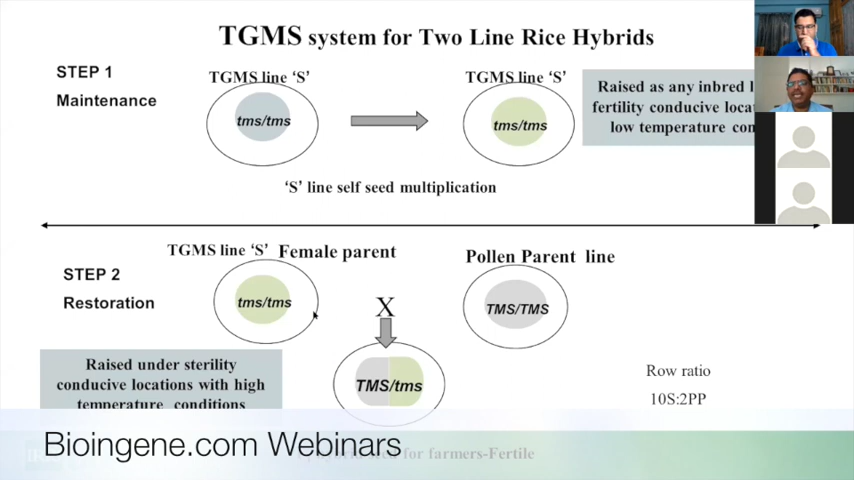 TGMS system for Two Line Rice Hybrids
STEP 1
Maintenance
TGMS line ‘S’
TGMS line ‘S’
tms/tms
tms/tms
Raised as any inbred l
fertility conducive locat
low temperature con
‘S’ line self seed multiplication
STEP 2
Restoration
TGMS line ‘S’ Female parent
Pollen Parent line
tms/tms
X
TMS/TMS
TMS/tms
Raised under sterility
conducive locations with high
temperature conditions
Row ratio
10S:2PP
Bioingene.com Webinars
seed for farmers-Fertile